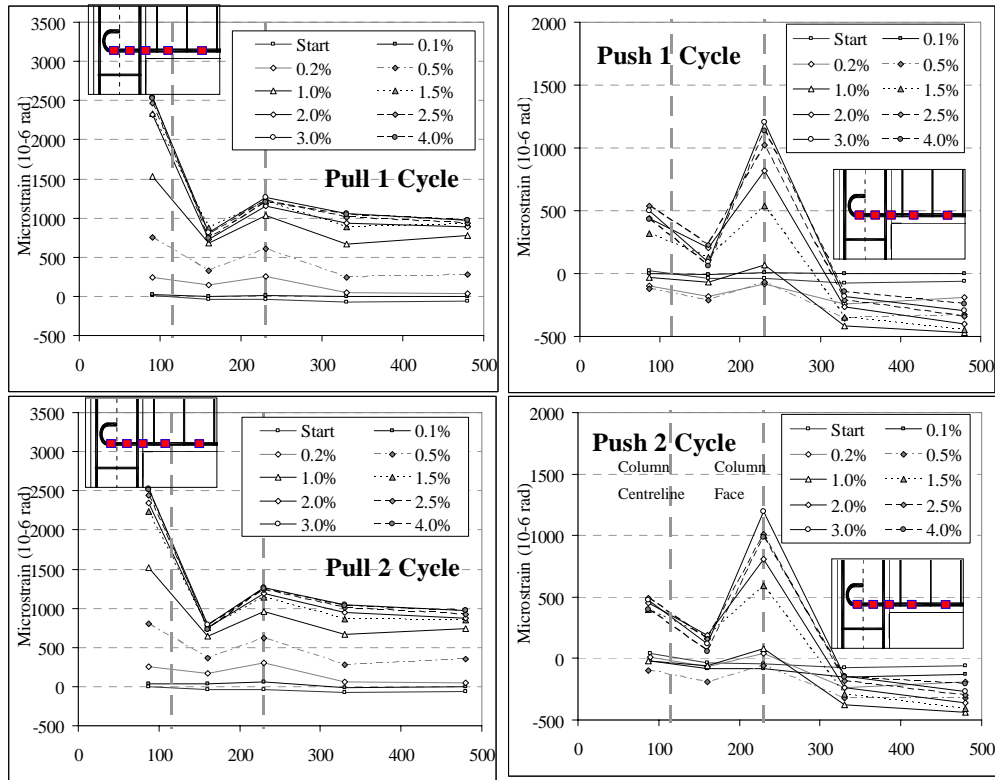 3500
3000
2500
2000
1500
1000
500
0
-500
0 100 200 300 400 500
Microstrain (10-6 rad)
Start 0.1%
0.2% 0.5%
1.0% 1.5%
2.0% 2.5%
3.0% 4.0%
Pull 1 Cycle
2000
1500
1000
500
0
-500
0 100 200 300 400 500
Microstrain (10-6 rad)
Push 1 Cycle
Start 0.1%
0.2% 0.5%
1.0% 1.5%
2.0% 2.5%
3.0% 4.0%
3500
3000
2500
2000
1500
1000
500
0
-500
0 100 200 300 400 500
Microstrain (10-6 rad)
Start 0.1%
0.2% 0.5%
1.0% 1.5%
2.0% 2.5%
3.0% 4.0%
Pull 2 Cycle
2000
1500
1000
500
0
-500
0 100 200 300 400 500
Microstrain (10-6 rad)
Push 2 Cycle
Column Column
Centreline Face
Start 0.1%
0.2% 0.5%
1.0% 1.5%
2.0% 2.5%
3.0% 4.0%